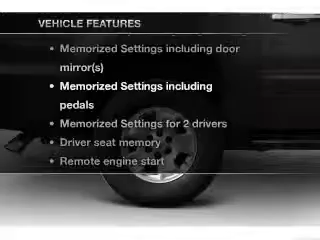 VEHICLE FEATURES
• Memorized Settings including door
mirror(s)
• Memorized Settings including
pedals
• Memorized Settings for 2 drivers
• Driver seat memory
• Remote engine start